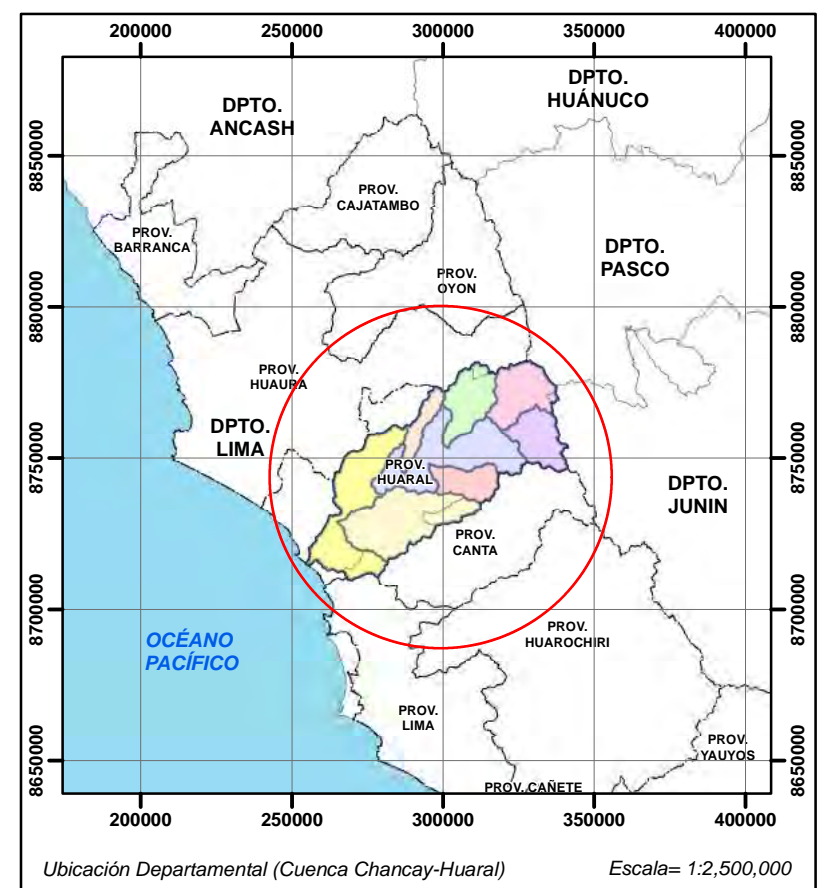 200000 250000 300000 350000 400000
DPTO.
HUÁNUCO
DPTO.
ANCASH
8850000
8850000
PROV.
CAJATAMBO
PROV.
BARRANCA
DPTO.
PASCO
PROV.
OYON
8800000
8800000
PROV.
HUAURA
DPTO.
LIMA
PROV.
HUARAL
8750000
8750000
DPTO.
JUNIN
PROV.
CANTA
8700000
8700000
OCÉANO
PACÍFICO
PROV.
HUAROCHIRI
PROV.
LIMA
PROV.
YAUYOS
8650000
8650000
PROV. CAÑETE
200000 250000 300000 350000 400000
Ubicación Departamental (Cuenca Chancay-Huaral) Escala= 1:2,500,000